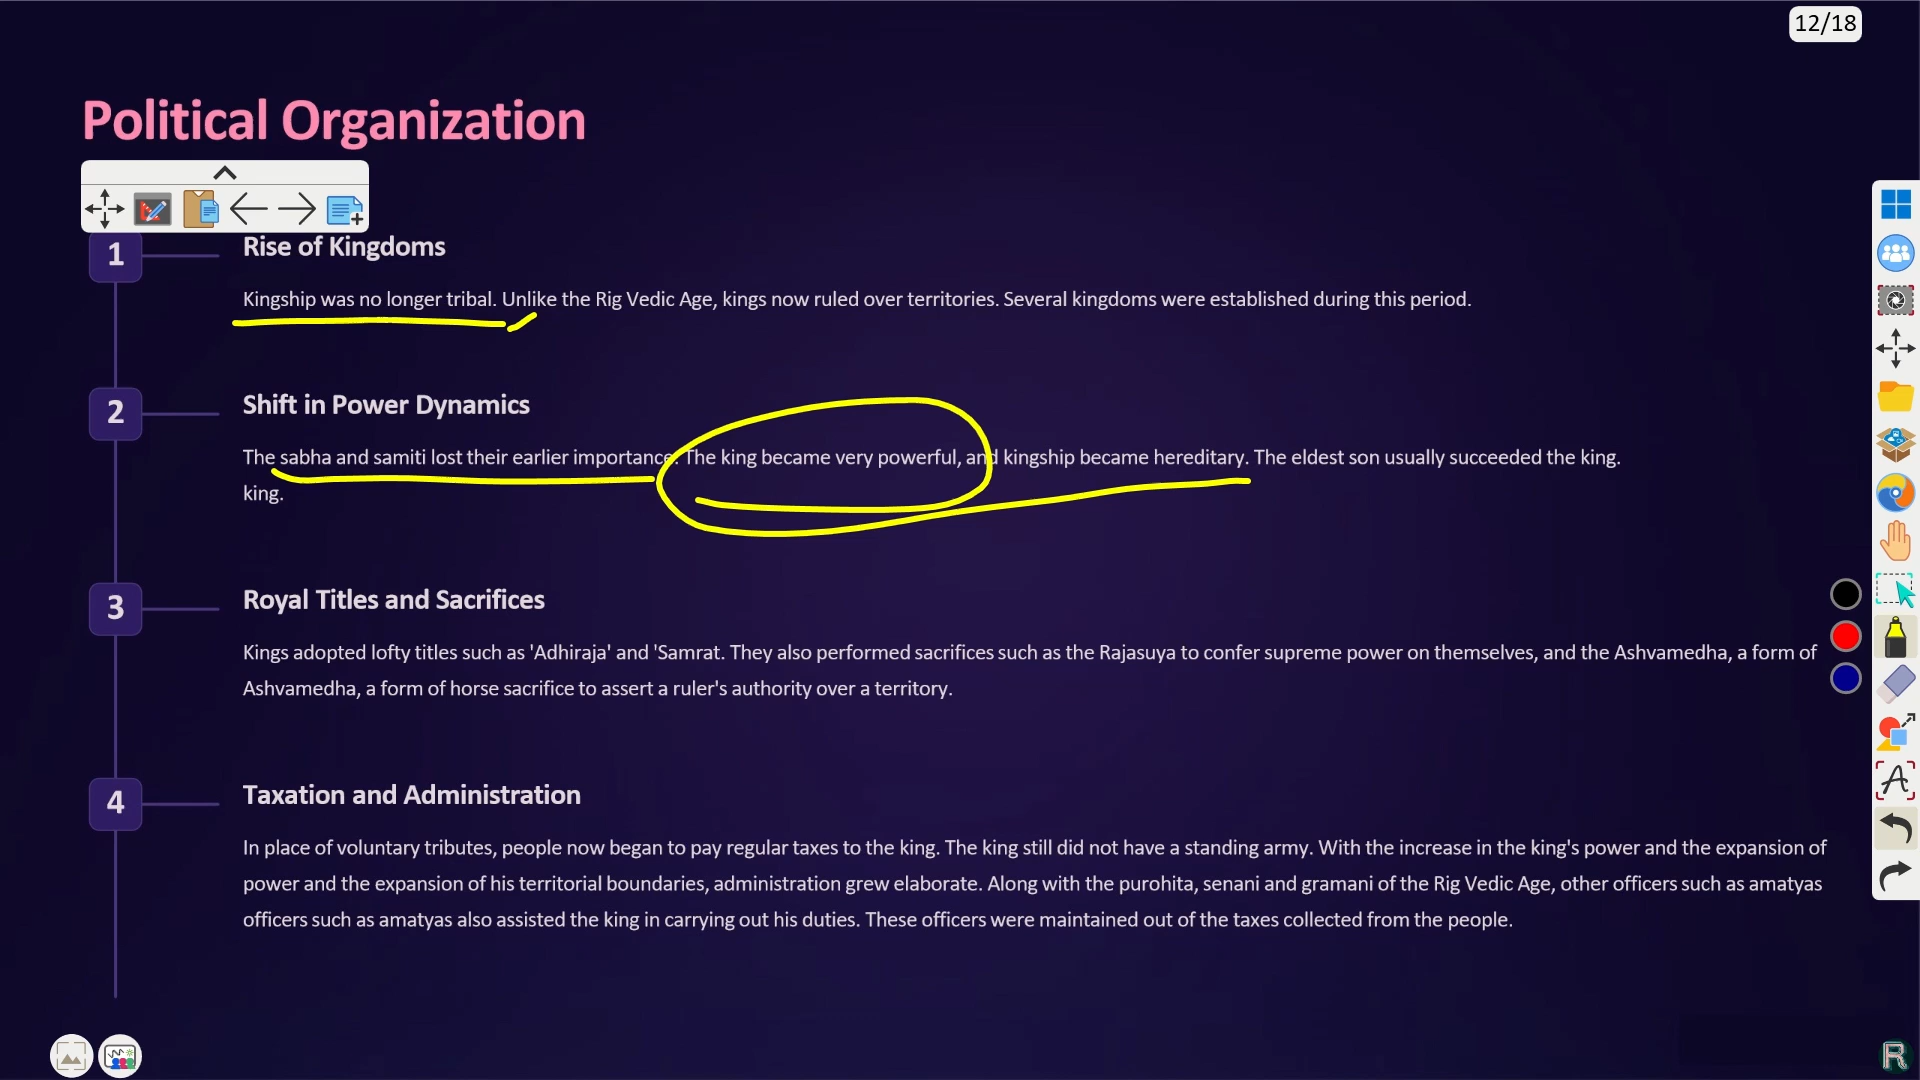 12/18
Political Organization
1
Rise of Kingdoms
Kingship was no longer tribal. Unlike the Rig Vedic Age, kings now ruled over territories. Several kingdoms were established during this period.
2
Shift in Power Dynamics
The sabha and samiti lost their earlier importance. The king became very powerful, and kingship became hereditary. The eldest son usually succeeded the king.
king.
3
Royal Titles and Sacrifices
Kings adopted lofty titles such as 'Adhiraja' and 'Samrat. They also performed sacrifices such as the Rajasuya to confer supreme power on themselves, and the Ashvamedha, a form of
Ashvamedha, a form of horse sacrifice to assert a ruler's authority over a territory.
4
Taxation and Administration
In place of voluntary tributes, people now began to pay regular taxes to the king. The king still did not have a standing army. With the increase in the king's power and the expansion of
power and the expansion of his territorial boundaries, administration grew elaborate. Along with the purohita, senani and gramani of the Rig Vedic Age, other officers such as amatyas
officers such as amatyas also assisted the king in carrying out his duties. These officers were maintained out of the taxes collected from the people.